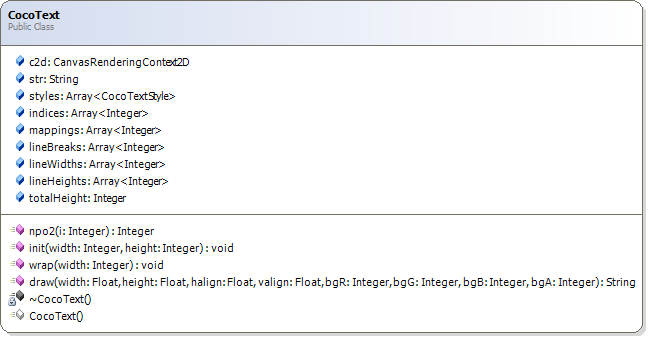 CocoText
Public Class
c2d: CanvasRenderingContext2D
str: String
styles: Array<CocoTextStyle>
indices: Array<Integer>
mappings: Array<Integer>
lineBreaks: Array<Integer>
lineWidths: Array<Integer>
lineHeights: Array<Integer>
totalHeight: Integer
npo2(i: Integer) : Integer
init(width: Integer, height:Integer) : void
wrap(width: Integer) : void
draw(width: Float,height: Float, halign:Float, valign: Float,bgR: Integer,bgG: Integer, bgB:Integer, bgA: Integer): String
~CocoText()
CocoText()